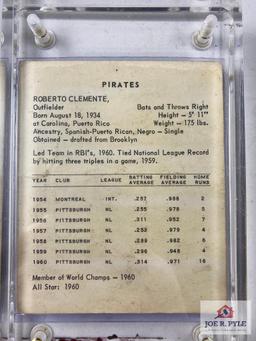 PIRATES
ROBERTO CLEMENTE,
Outfielder Bats and Throws Right
Born August 18, 1934 Height - 5' 11"
at Carolina, Puerto Rico Weight - 175 lbs.
Ancestry, Spanish-Puerto Rican, Negro - Single
Obtained - drafted from Brooklyn
Led Team in RBI's, 1960. Tied National League Record
by hitting three triples in a game, 1959.
YEAR CLUB LEAGUE BATTING AVERAGE FIELDING AVERAGE HOME RUNS
1954 MONTREAL INT. .257 .988 2
1955 PITTSBURGH NL .255 .978 5
1956 PITTSBURGH NL .311 .952 7
1957 PITTSBURGH NL .253 .979 4
1958 PITTSBURGH NL .289 .982 6
1959 PITTSBURGH NL .296 .948 4
1960 PITTSBURGH NL .314 .971 16
Member of World Champs - 1960
All Star: 1960
JOE R. PYLE